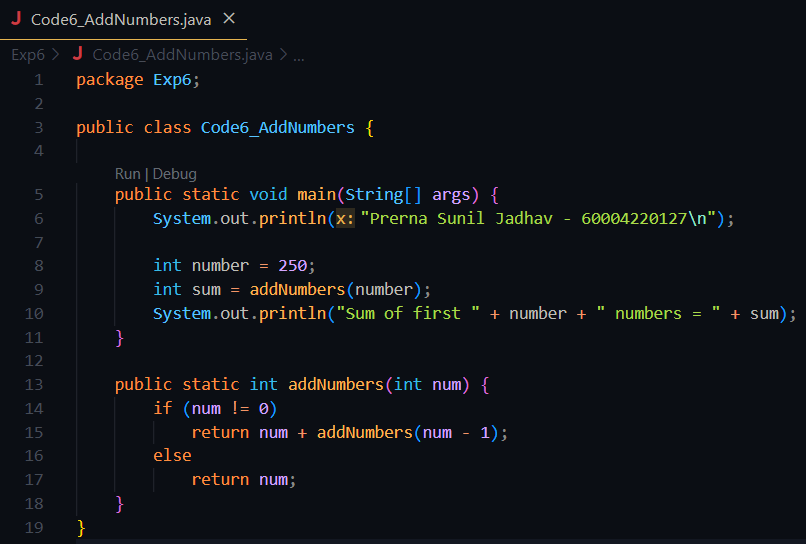 J Code6_AddNumbers.java ×
Exp6 > J Code6_AddNumbers.java > ...
1 package Exp6;
2
3 public class Code6_AddNumbers {
4
Run | Debug
5     public static void main(String[] args) {
6         System.out.println(x: "Prerna Sunil Jadhav - 60004220127\n");
7
8         int number = 250;
9         int sum = addNumbers(number);
10         System.out.println("Sum of first " + number + " numbers = " + sum);
11     }
12
13     public static int addNumbers(int num) {
14         if (num != 0)
15             return num + addNumbers(num - 1);
16         else
17             return num;
18     }
19 }